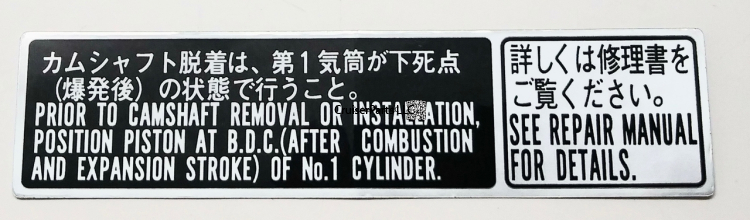 カムシャフト脱着は、第1気筒が下死点
(爆発後)の状態で行うこと。
PRIOR TO CAMSHAFT REMOVAL OR INSTALLATION,
POSITION PISTON AT B.D.C.(AFTER COMBUSTION
AND EXPANSION STROKE) OF No.1 CYLINDER.
詳しくは修理書を
ご覧ください。
SEE REPAIR MANUAL
FOR DETAILS.